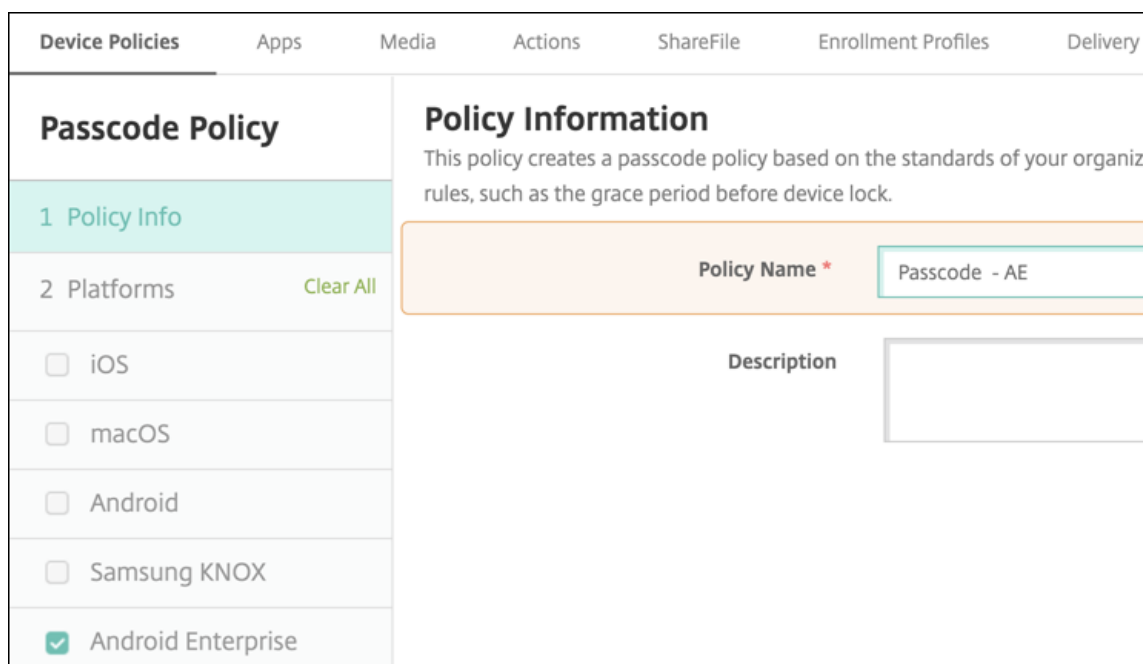 Device Policies Apps Media Actions ShareFile Enrollment Profiles Delivery
Passcode Policy
1 Policy Info
2 Platforms Clear All
iOS
macOS
Android
Samsung KNOX
Android Enterprise
Policy Information
This policy creates a passcode policy based on the standards of your organiz
rules, such as the grace period before device lock.
Policy Name * Passcode - AE
Description